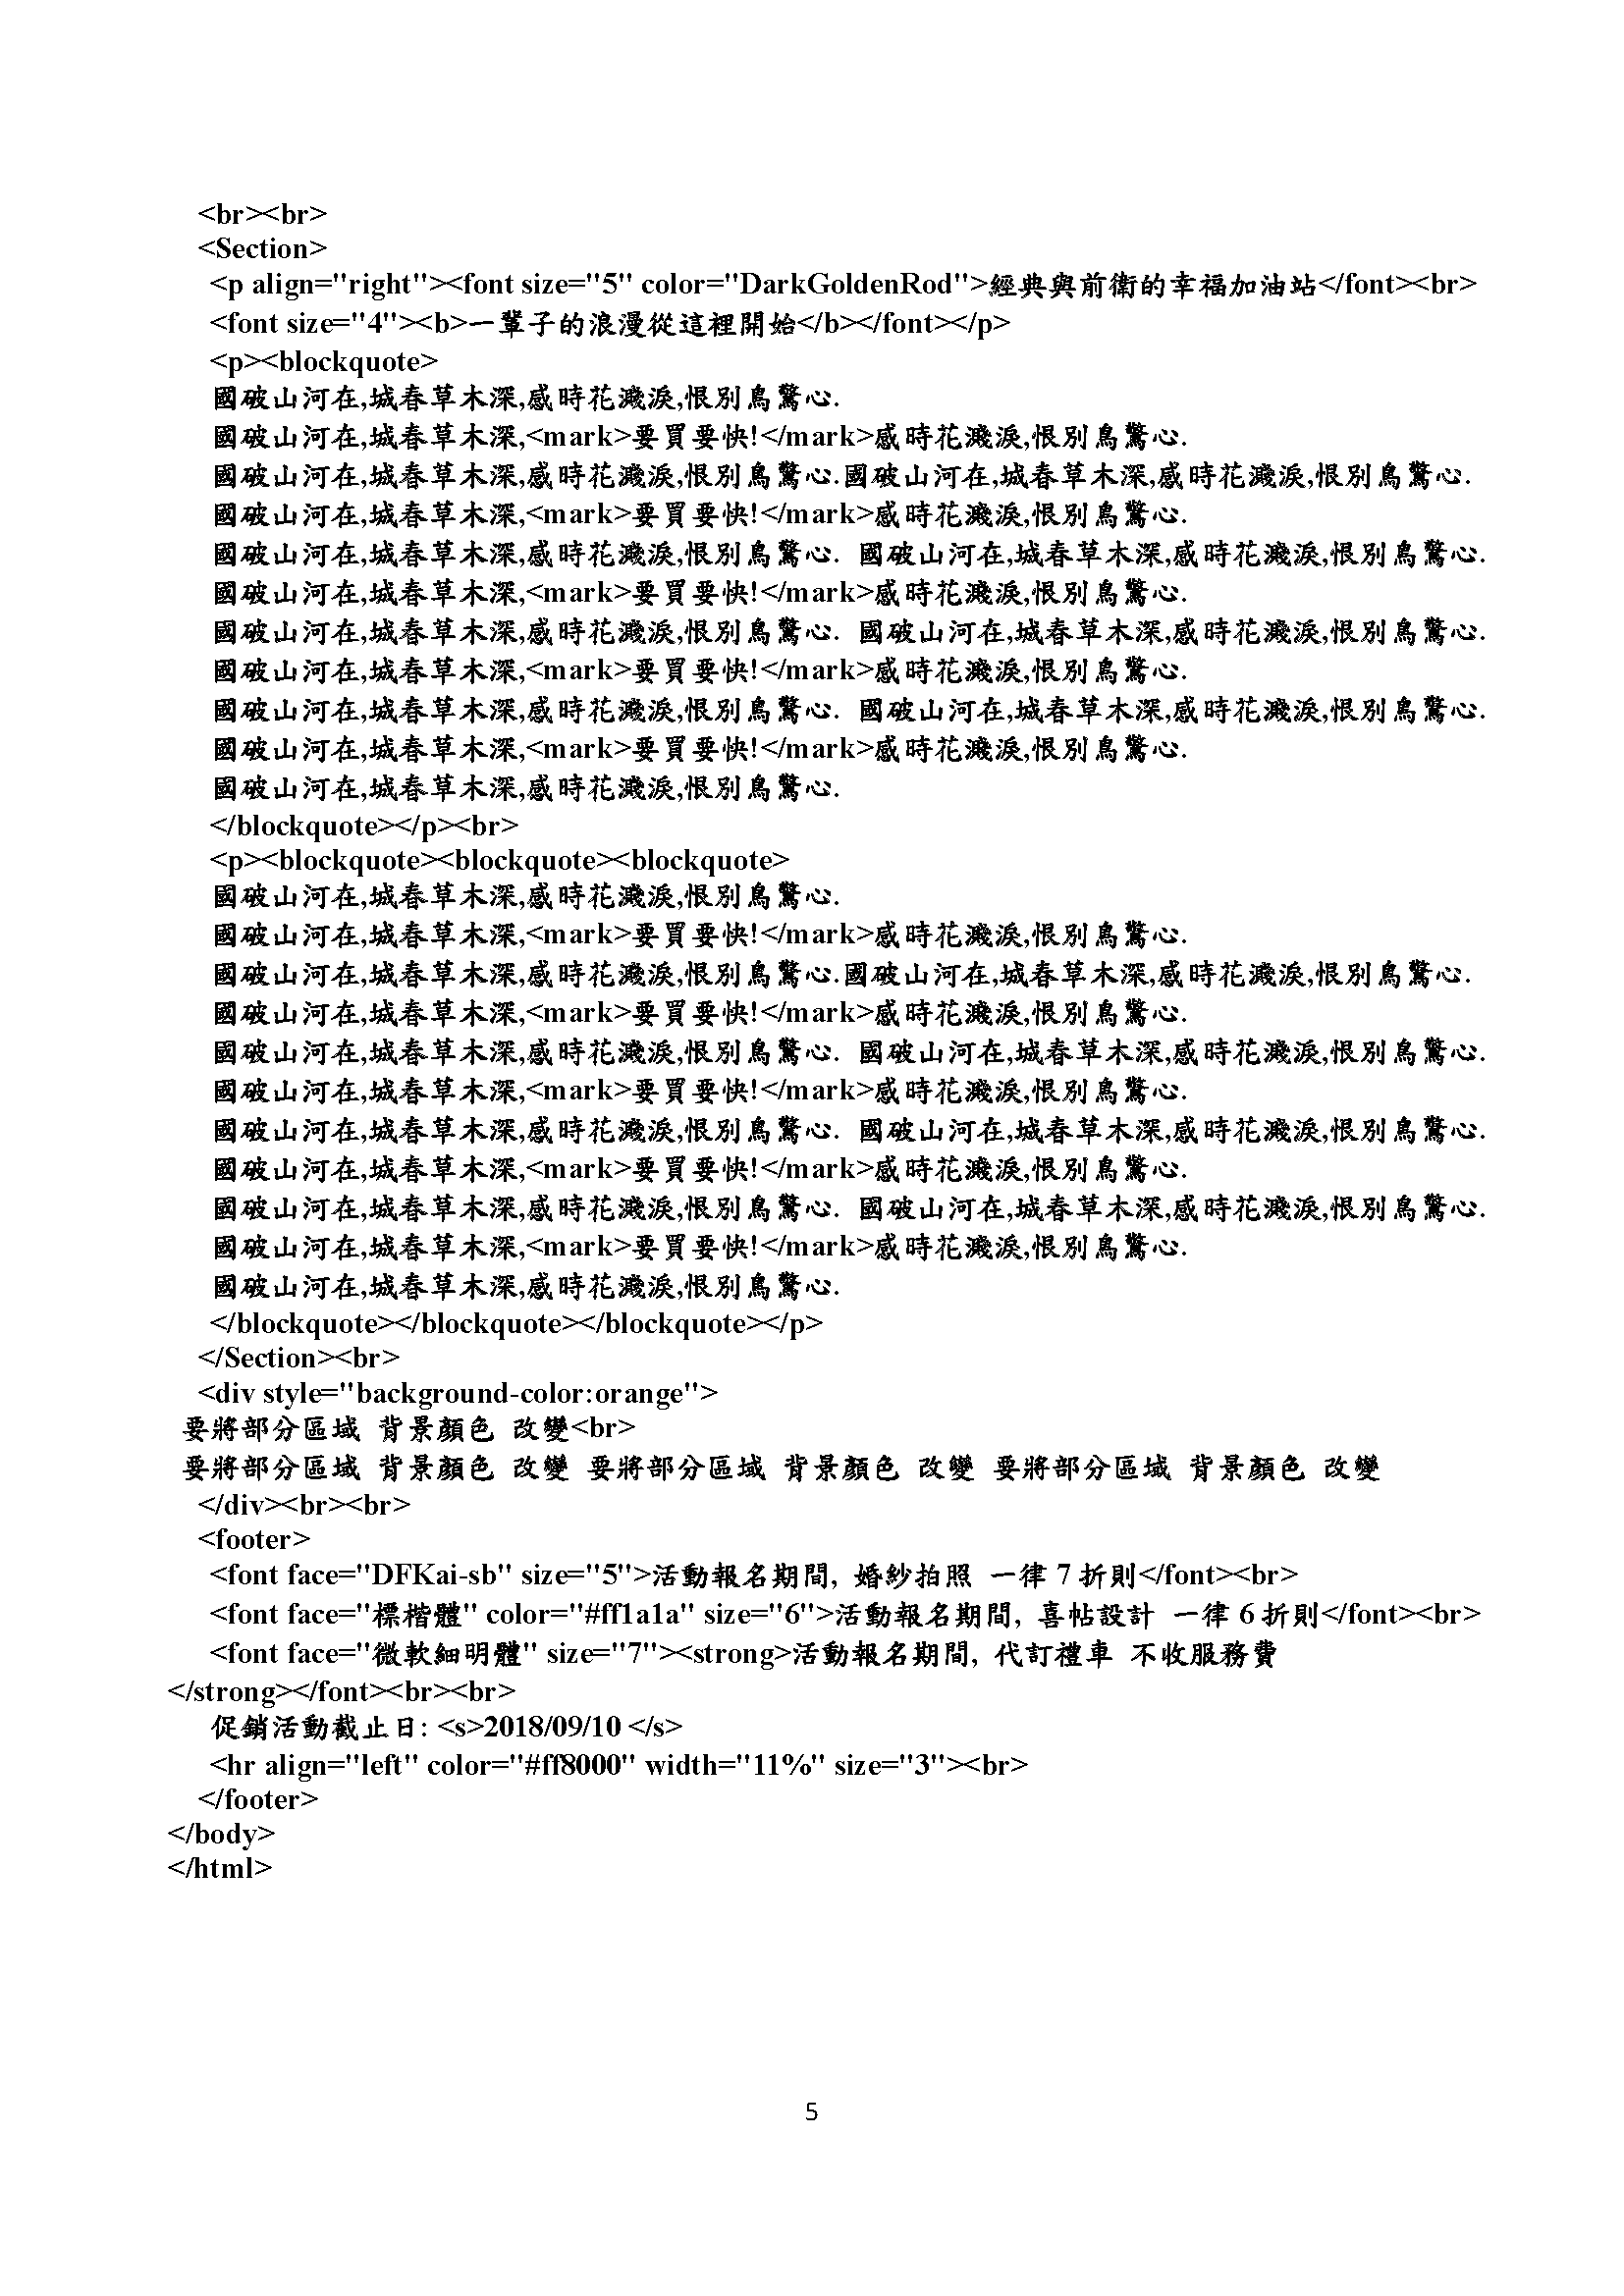 <br><br>
<Section>
<p align="right"><font size="5" color="DarkGoldenRod">經典與前衛的幸福加油站</font><br>
<font size="4"><b>一輩子的浪漫從這裡開始</b></font></p>
<p><blockquote>
國破山河在,城春草木深,感時花濺淚,恨別鳥驚心.
國破山河在,城春草木深,<mark>要買要快!</mark>感時花濺淚,恨別鳥驚心.
國破山河在,城春草木深,感時花濺淚,恨別鳥驚心.國破山河在,城春草木深,感時花濺淚,恨別鳥驚心.
國破山河在,城春草木深,<mark>要買要快!</mark>感時花濺淚,恨別鳥驚心.
國破山河在,城春草木深,感時花濺淚,恨別鳥驚心. 國破山河在,城春草木深,感時花濺淚,恨別鳥驚心.
國破山河在,城春草木深,<mark>要買要快!</mark>感時花濺淚,恨別鳥驚心.
國破山河在,城春草木深,感時花濺淚,恨別鳥驚心. 國破山河在,城春草木深,感時花濺淚,恨別鳥驚心.
國破山河在,城春草木深,<mark>要買要快!</mark>感時花濺淚,恨別鳥驚心.
國破山河在,城春草木深,感時花濺淚,恨別鳥驚心. 國破山河在,城春草木深,感時花濺淚,恨別鳥驚心.
國破山河在,城春草木深,<mark>要買要快!</mark>感時花濺淚,恨別鳥驚心.
國破山河在,城春草木深,感時花濺淚,恨別鳥驚心.
</blockquote></p><br>
<p><blockquote><blockquote><blockquote>
國破山河在,城春草木深,感時花濺淚,恨別鳥驚心.
國破山河在,城春草木深,<mark>要買要快!</mark>感時花濺淚,恨別鳥驚心.
國破山河在,城春草木深,感時花濺淚,恨別鳥驚心.國破山河在,城春草木深,感時花濺淚,恨別鳥驚心.
國破山河在,城春草木深,<mark>要買要快!</mark>感時花濺淚,恨別鳥驚心.
國破山河在,城春草木深,感時花濺淚,恨別鳥驚心. 國破山河在,城春草木深,感時花濺淚,恨別鳥驚心.
國破山河在,城春草木深,<mark>要買要快!</mark>感時花濺淚,恨別鳥驚心.
國破山河在,城春草木深,感時花濺淚,恨別鳥驚心. 國破山河在,城春草木深,感時花濺淚,恨別鳥驚心.
國破山河在,城春草木深,<mark>要買要快!</mark>感時花濺淚,恨別鳥驚心.
國破山河在,城春草木深,感時花濺淚,恨別鳥驚心. 國破山河在,城春草木深,感時花濺淚,恨別鳥驚心.
國破山河在,城春草木深,<mark>要買要快!</mark>感時花濺淚,恨別鳥驚心.
國破山河在,城春草木深,感時花濺淚,恨別鳥驚心.
</blockquote></blockquote></blockquote></p>
</Section><br>
<div style="background-color:orange">
要將部分區域 背景顏色 改變<br>
要將部分區域 背景顏色 改變 要將部分區域 背景顏色 改變 要將部分區域 背景顏色 改變
</div><br><br>
<footer>
<font face="DFKai-sb" size="5">活動報名期間, 婚紗拍照 一律 7 折則</font><br>
<font face="標楷體" color="#ff1a1a" size="6">活動報名期間, 喜帖設計 一律 6 折則</font><br>
<font face="微軟細明體" size="7"><strong>活動報名期間, 代訂禮車 不收服務費
</strong></font><br><br>
促銷活動截止日: <s>2018/09/10 </s>
<hr align="left" color="#ff8000" width="11%" size="3"><br>
</footer>
</body>
</html>
5